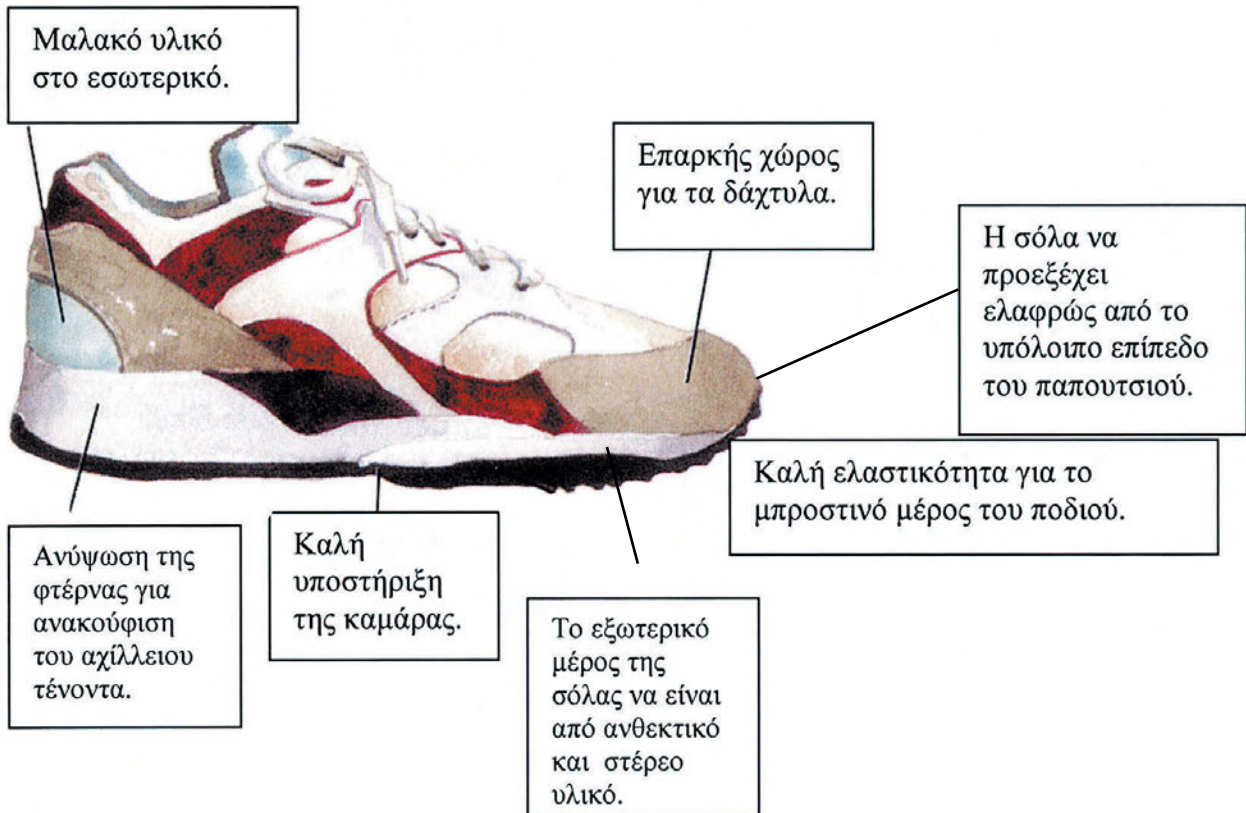 Μαλακό υλικό
στο εσωτερικό.
Επαρκής χώρος
για τα δάχτυλα.
Η σόλα να
προεξέχει
ελαφρώς από το
υπόλοιπο επίπεδο
του παπουτσιού.
Καλή ελαστικότητα για το
μπροστινό μέρος του ποδιού.
Ανύψωση της
φτέρνας για
ανακούφιση
του αχίλλειου
τένοντα.
Καλή
υποστήριξη
της καμάρας.
Το εξωτερικό
μέρος της
σόλας να είναι
από ανθεκτικό
και στέρεο
υλικό.